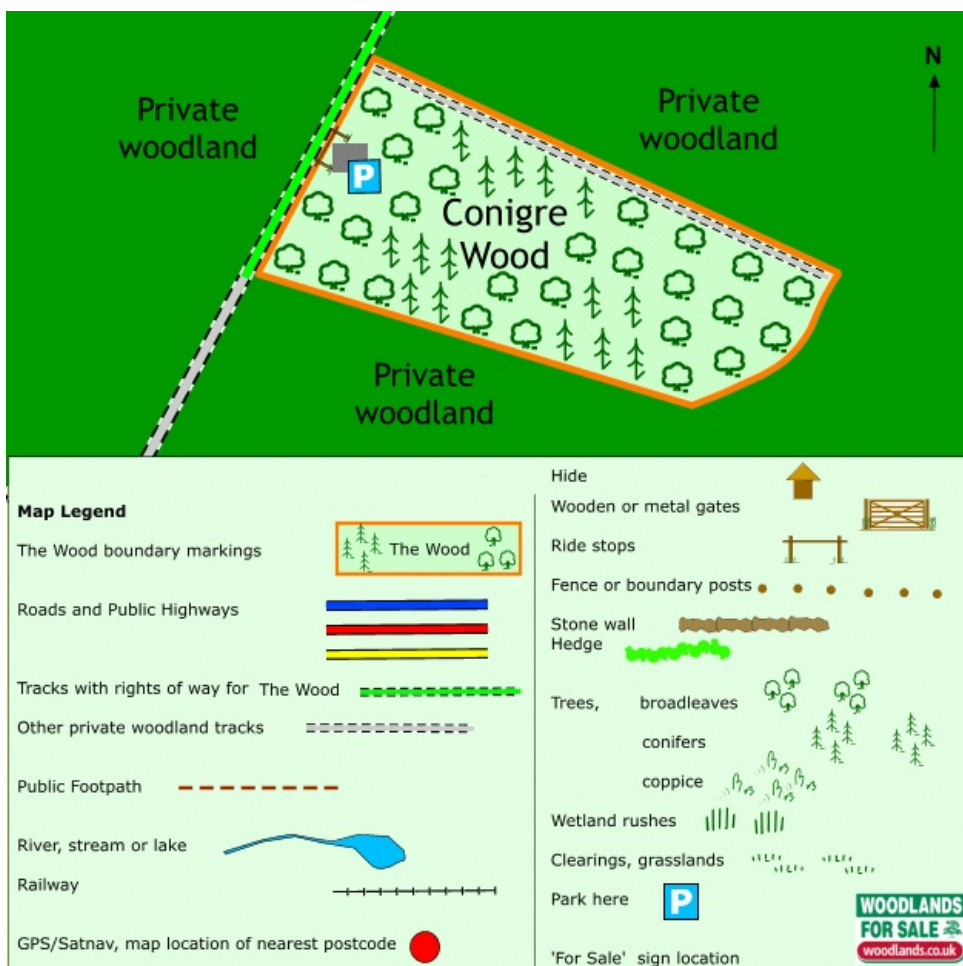 N
Private
woodland
Private
woodland
Conigre
Wood
P
Private
woodland
Map Legend
The Wood boundary markings
The Wood
Roads and Public Highways
Tracks with rights of way for The Wood
Other private woodland tracks
Public Footpath
River, stream or lake
Railway
GPS/Satnav, map location of nearest postcode
Hide
Wooden or metal gates
Ride stops
Fence or boundary posts
Stone wall
Hedge
Trees, broadleaves
conifers
coppice
Wetland rushes
Clearings, grasslands
Park here
P
'For Sale' sign location
WOODLANDS
FOR SALE
woodlands.co.uk